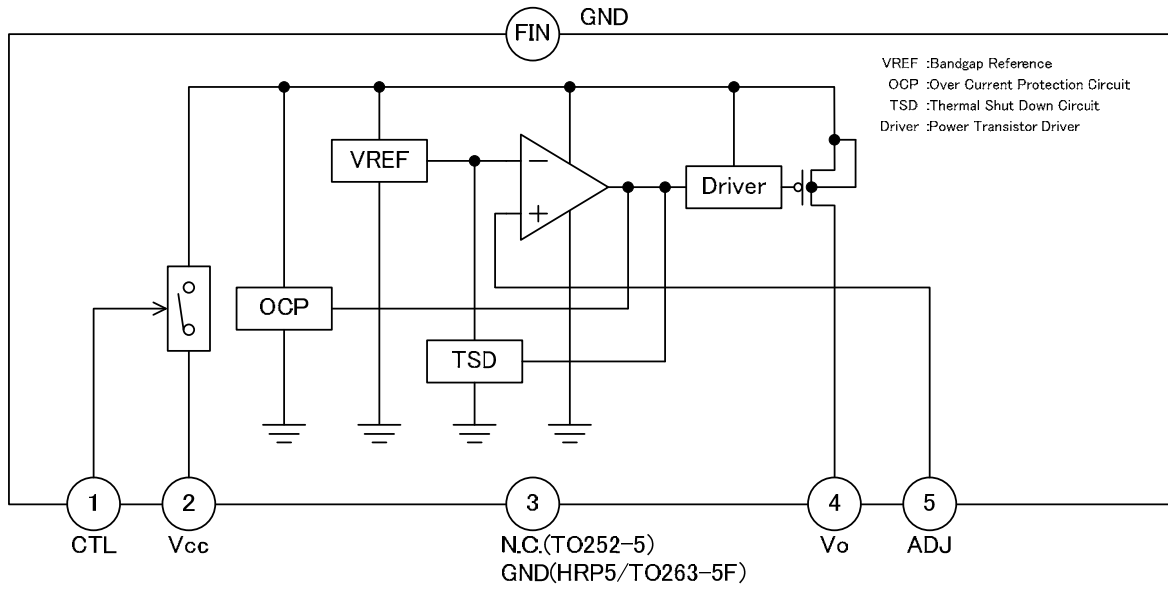 FIN
GND
VREF :Bandgap Reference
OCP :Over Current Protection Circuit
TSD :Thermal Shut Down Circuit
Driver :Power Transistor Driver
VREF
−
+
Driver
OCP
TSD
1
2
3
4
5
CTL
Vcc
N.C.(TO252-5)
GND(HRP5/TO263-5F)
Vo
ADJ